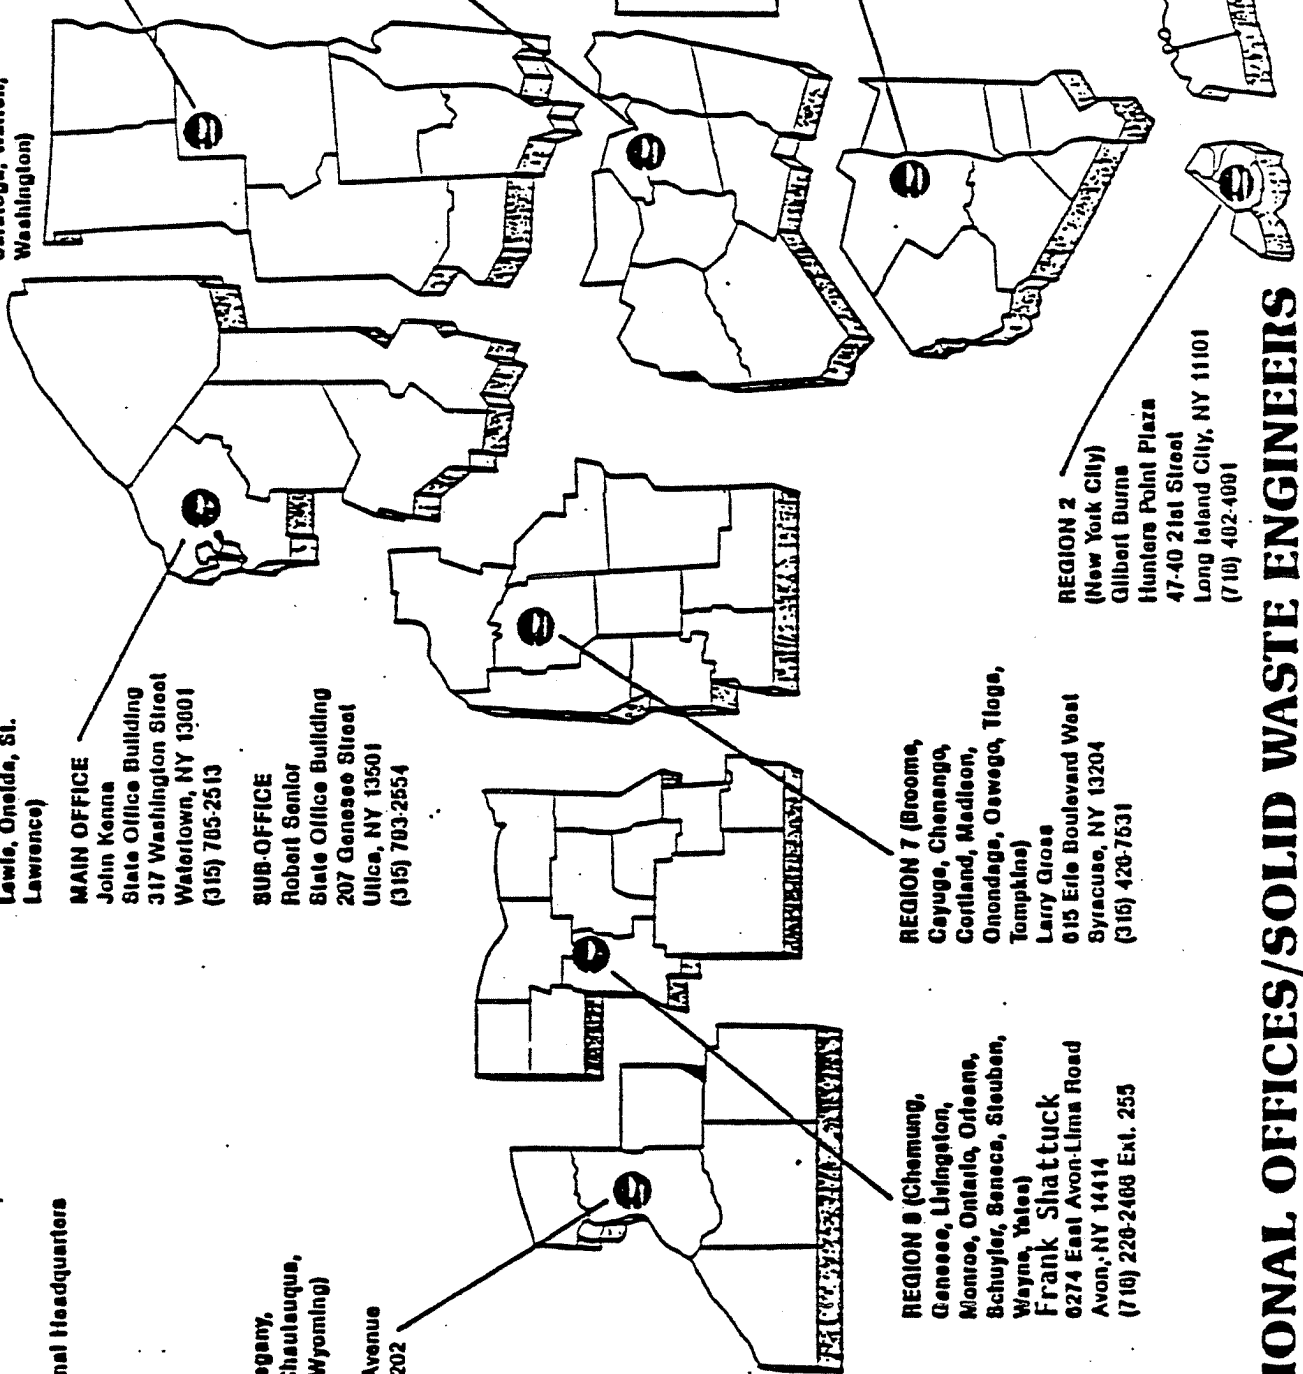 Lewis, Oneida, St.
Lawrence)
Washington)
nal Headquarters
MAIN OFFICE
John Kenna
State Office Building
317 Washington Street
Watertown, NY 13601
(315) 785-2513
SUB-OFFICE
Robert Senior
State Office Building
207 Genesee Street
Utica, NY 13501
(315) 793-2554
egany,
Chautauqua,
Wyoming)
Avenue
202
REGION 8 (Chemung,
Genesee, Livingston,
Monroe, Ontario, Orleans,
Schuyler, Seneca, Steuben,
Wayne, Yates)
Frank Shattuck
6274 East Avon-Lima Road
Avon, NY 14414
(716) 226-2466 Ext. 255
REGION 7 (Broome,
Cayuga, Chenango,
Cortland, Madison,
Onondaga, Oswego, Tioga,
Tompkins)
Larry Gross
615 Erie Boulevard West
Syracuse, NY 13204
(315) 426-7531
REGION 2
(New York City)
Gilbert Burns
Hunters Point Plaza
47-40 21st Street
Long Island City, NY 11101
(718) 482-4991
IONAL OFFICES/SOLID WASTE ENGINEERS